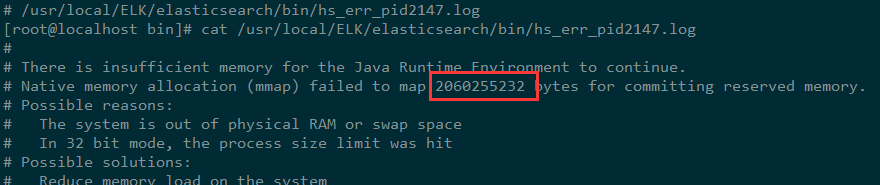 # /usr/local/ELK/elasticsearch/bin/hs_err_pid2147.log
[root@localhost bin]# cat /usr/local/ELK/elasticsearch/bin/hs_err_pid2147.log
#
# There is insufficient memory for the Java Runtime Environment to continue.
# Native memory allocation (mmap) failed to map 2060255232 bytes for committing reserved memory.
# Possible reasons:
#   The system is out of physical RAM or swap space
#   In 32 bit mode, the process size limit was hit
# Possible solutions:
#   Reduce memory load on the system